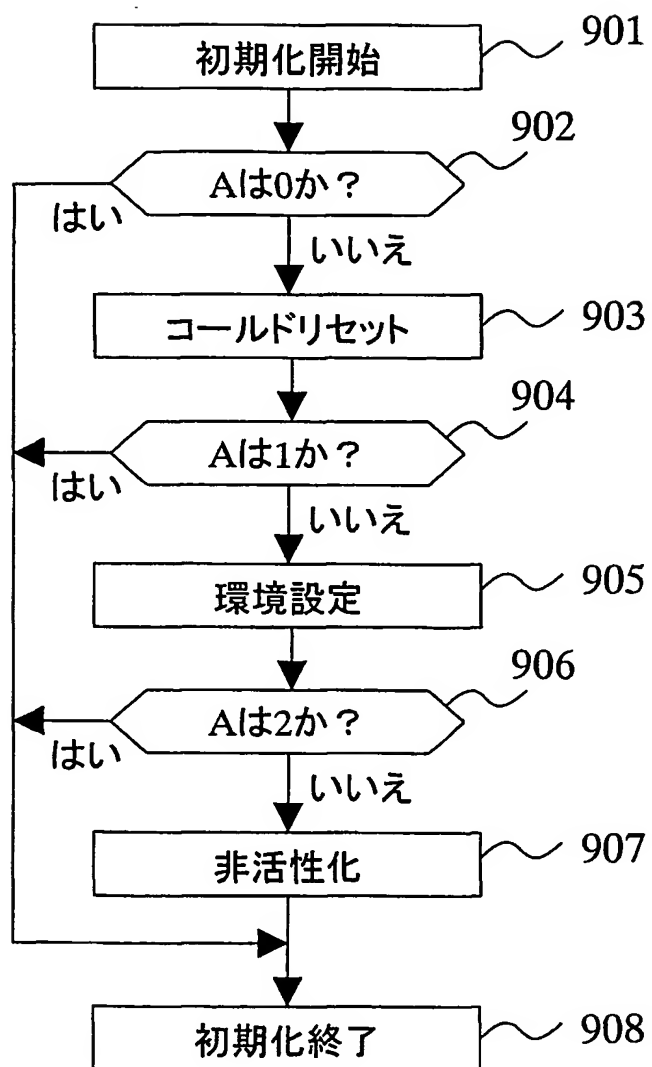 初期化開始
901
902
Aは0か？
はい
いいえ
コールドリセット
903
904
Aは1か？
はい
いいえ
環境設定
905
906
Aは2か？
はい
いいえ
非活性化
907
初期化終了
908